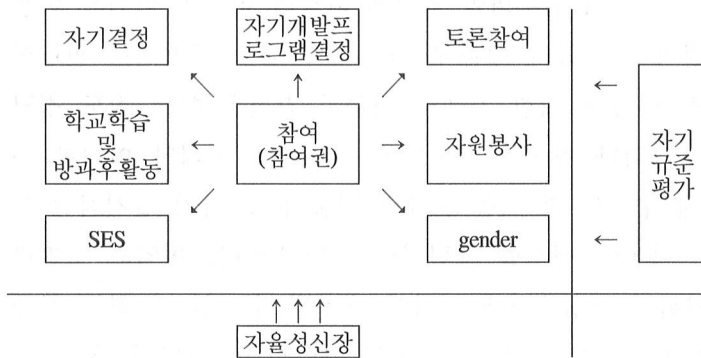 자기결정
자기개발프
로그램결정
토론참여
학교학습
및
방과후활동
참여
(참여권)
자원봉사
자기
규준
평가
SES
gender
자율성신장